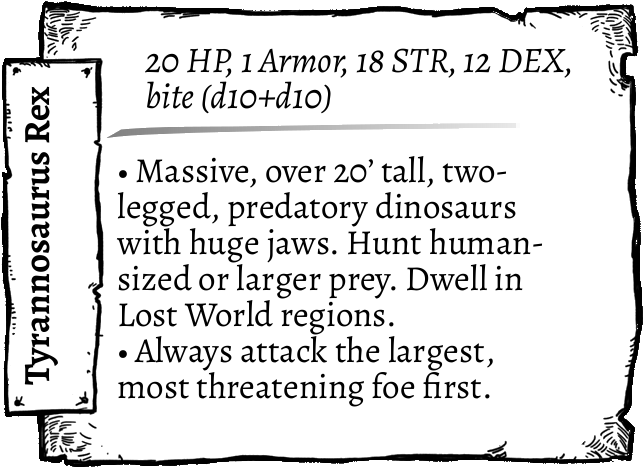 Tyrannosaurus Rex
20 HP, 1 Armor, 18 STR, 12 DEX,
bite (d10+d10)
• Massive, over 20’ tall, two-
legged, predatory dinosaurs
with huge jaws. Hunt human-
sized or larger prey. Dwell in
Lost World regions.
• Always attack the largest,
most threatening foe first.